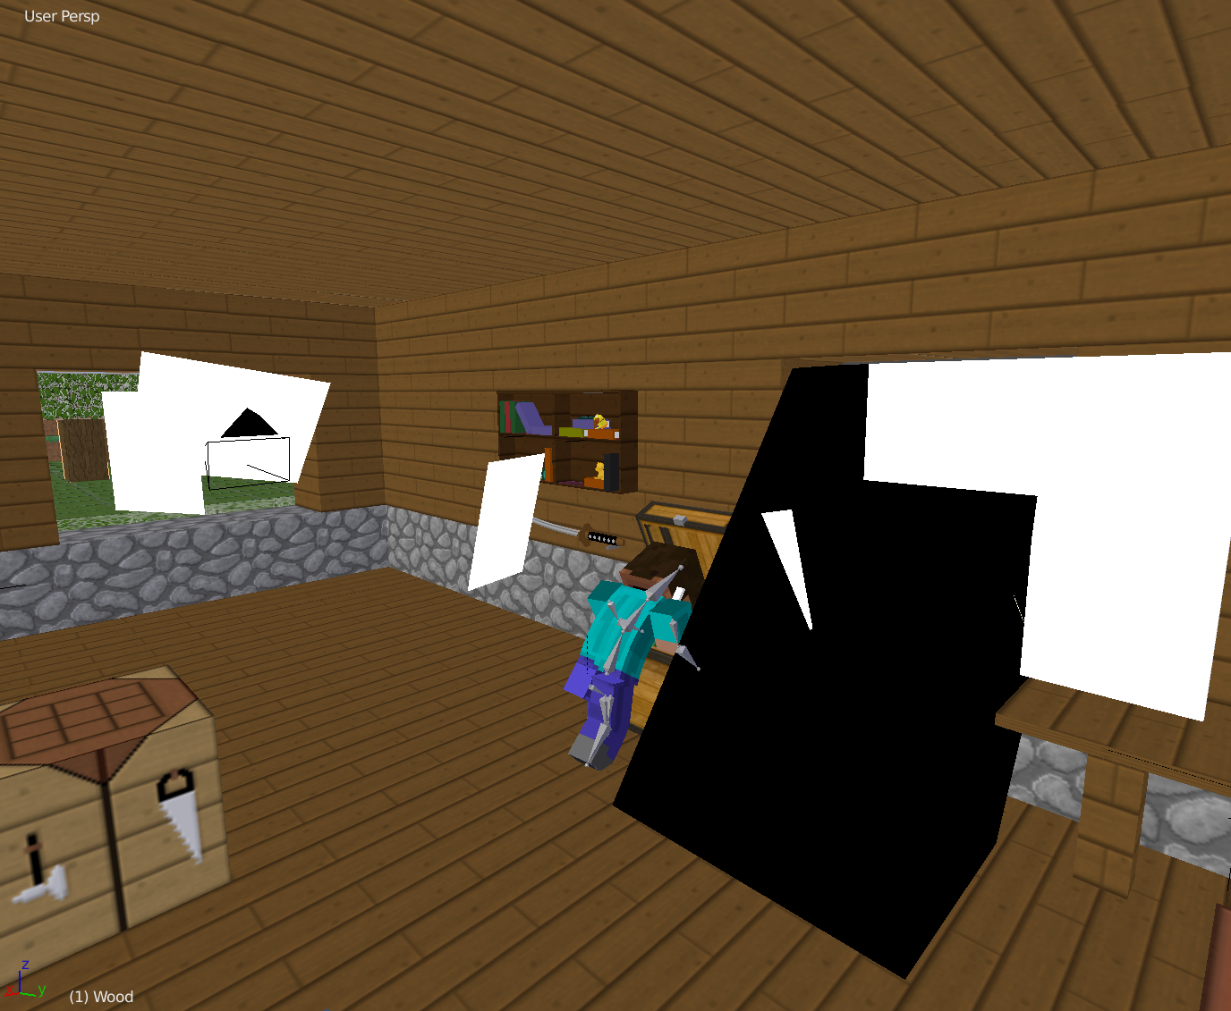 User Persp
z
x y
(1) Wood